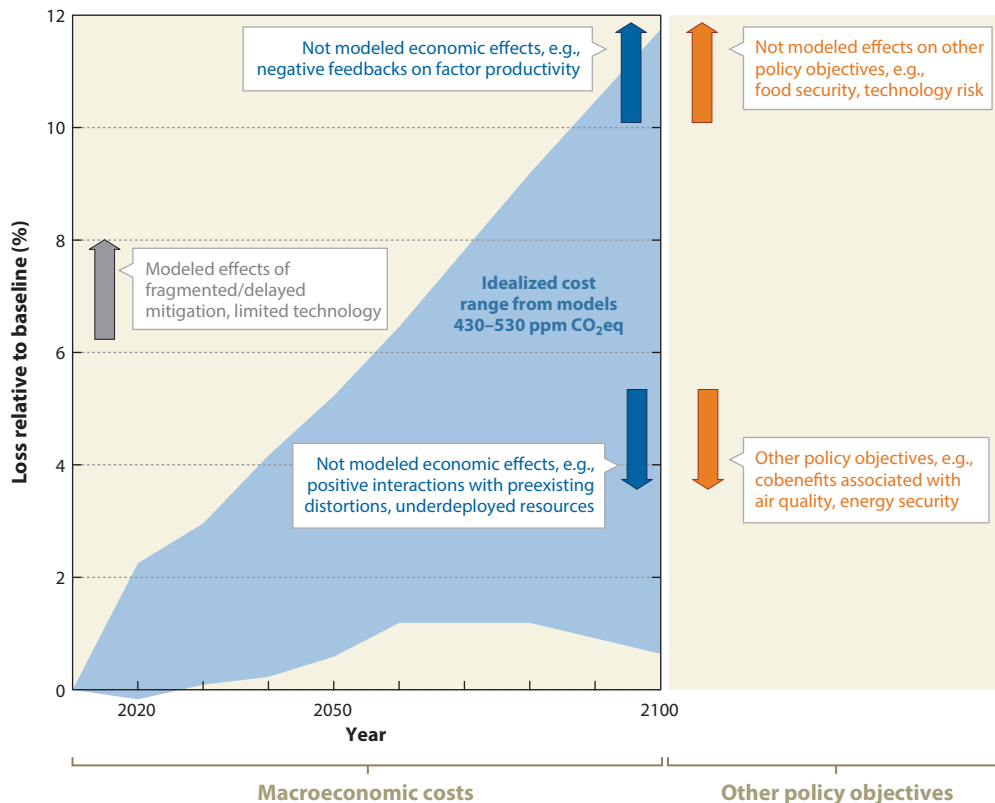 12
10
8
6
4
2
0
Loss relative to baseline (%)
Not modeled economic effects, e.g.,
negative feedbacks on factor productivity
Not modeled effects on other
policy objectives, e.g.,
food security, technology risk
Modeled effects of
fragmented/delayed
mitigation, limited technology
Idealized cost
range from models
430–530 ppm CO₂eq
Not modeled economic effects, e.g.,
positive interactions with preexisting
distortions, underdeployed resources
Other policy objectives, e.g.,
cobenefits associated with
air quality, energy security
2020 2050 2100
Year
Macroeconomic costs
Other policy objectives